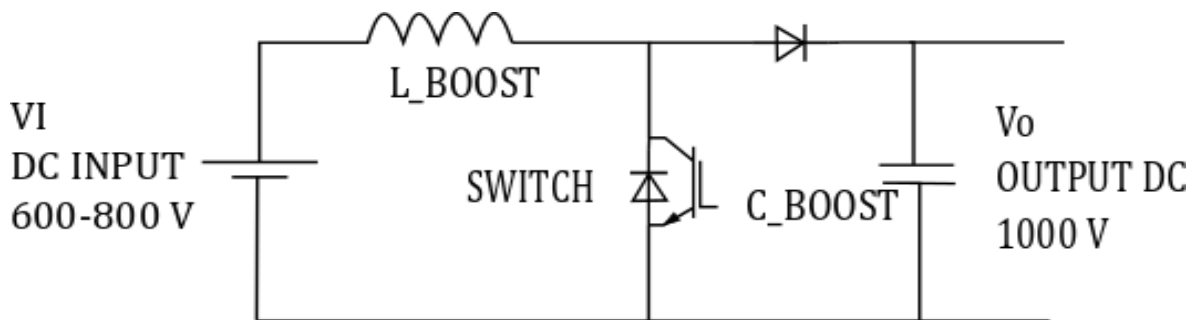 L_BOOST
VI
DC INPUT
600-800 V
SWITCH
C_BOOST
Vo
OUTPUT DC
1000 V